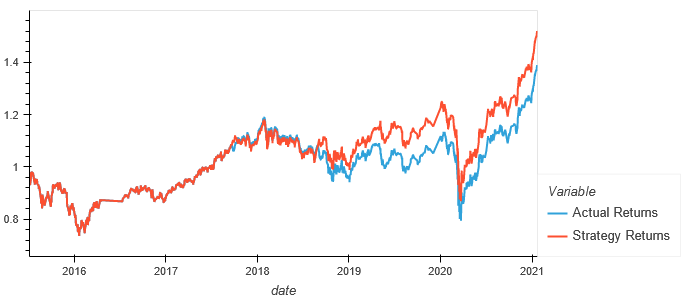 1.4
1.2
1
0.8
2016 2017 2018 2019 2020 2021
date
Variable
Actual Returns
Strategy Returns